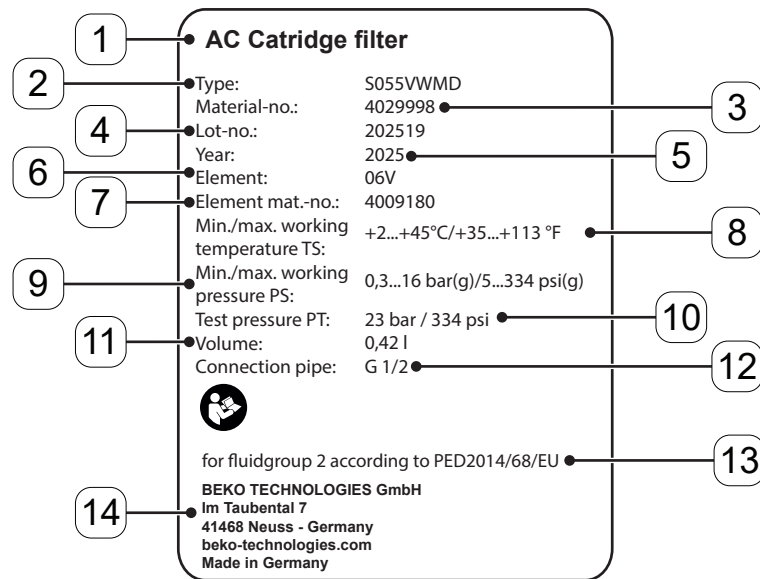 1 AC Catridge filter
2 Type: S055VWMD
Material-no.: 4029998 3
4 Lot-no.: 202519
Year: 2025 5
6 Element: 06V
7 Element mat.-no.: 4009180
Min./max. working
temperature TS: +2...+45°C/+35...+113 °F 8
9 Min./max. working
pressure PS: 0,3...16 bar(g)/5...334 psi(g)
Test pressure PT: 23 bar / 334 psi 10
11 Volume: 0,42 l
Connection pipe: G 1/2 12
for fluidgroup 2 according to PED2014/68/EU 13
BEKO TECHNOLOGIES GmbH
14 Im Taubental 7
41468 Neuss - Germany
beko-technologies.com
Made in Germany